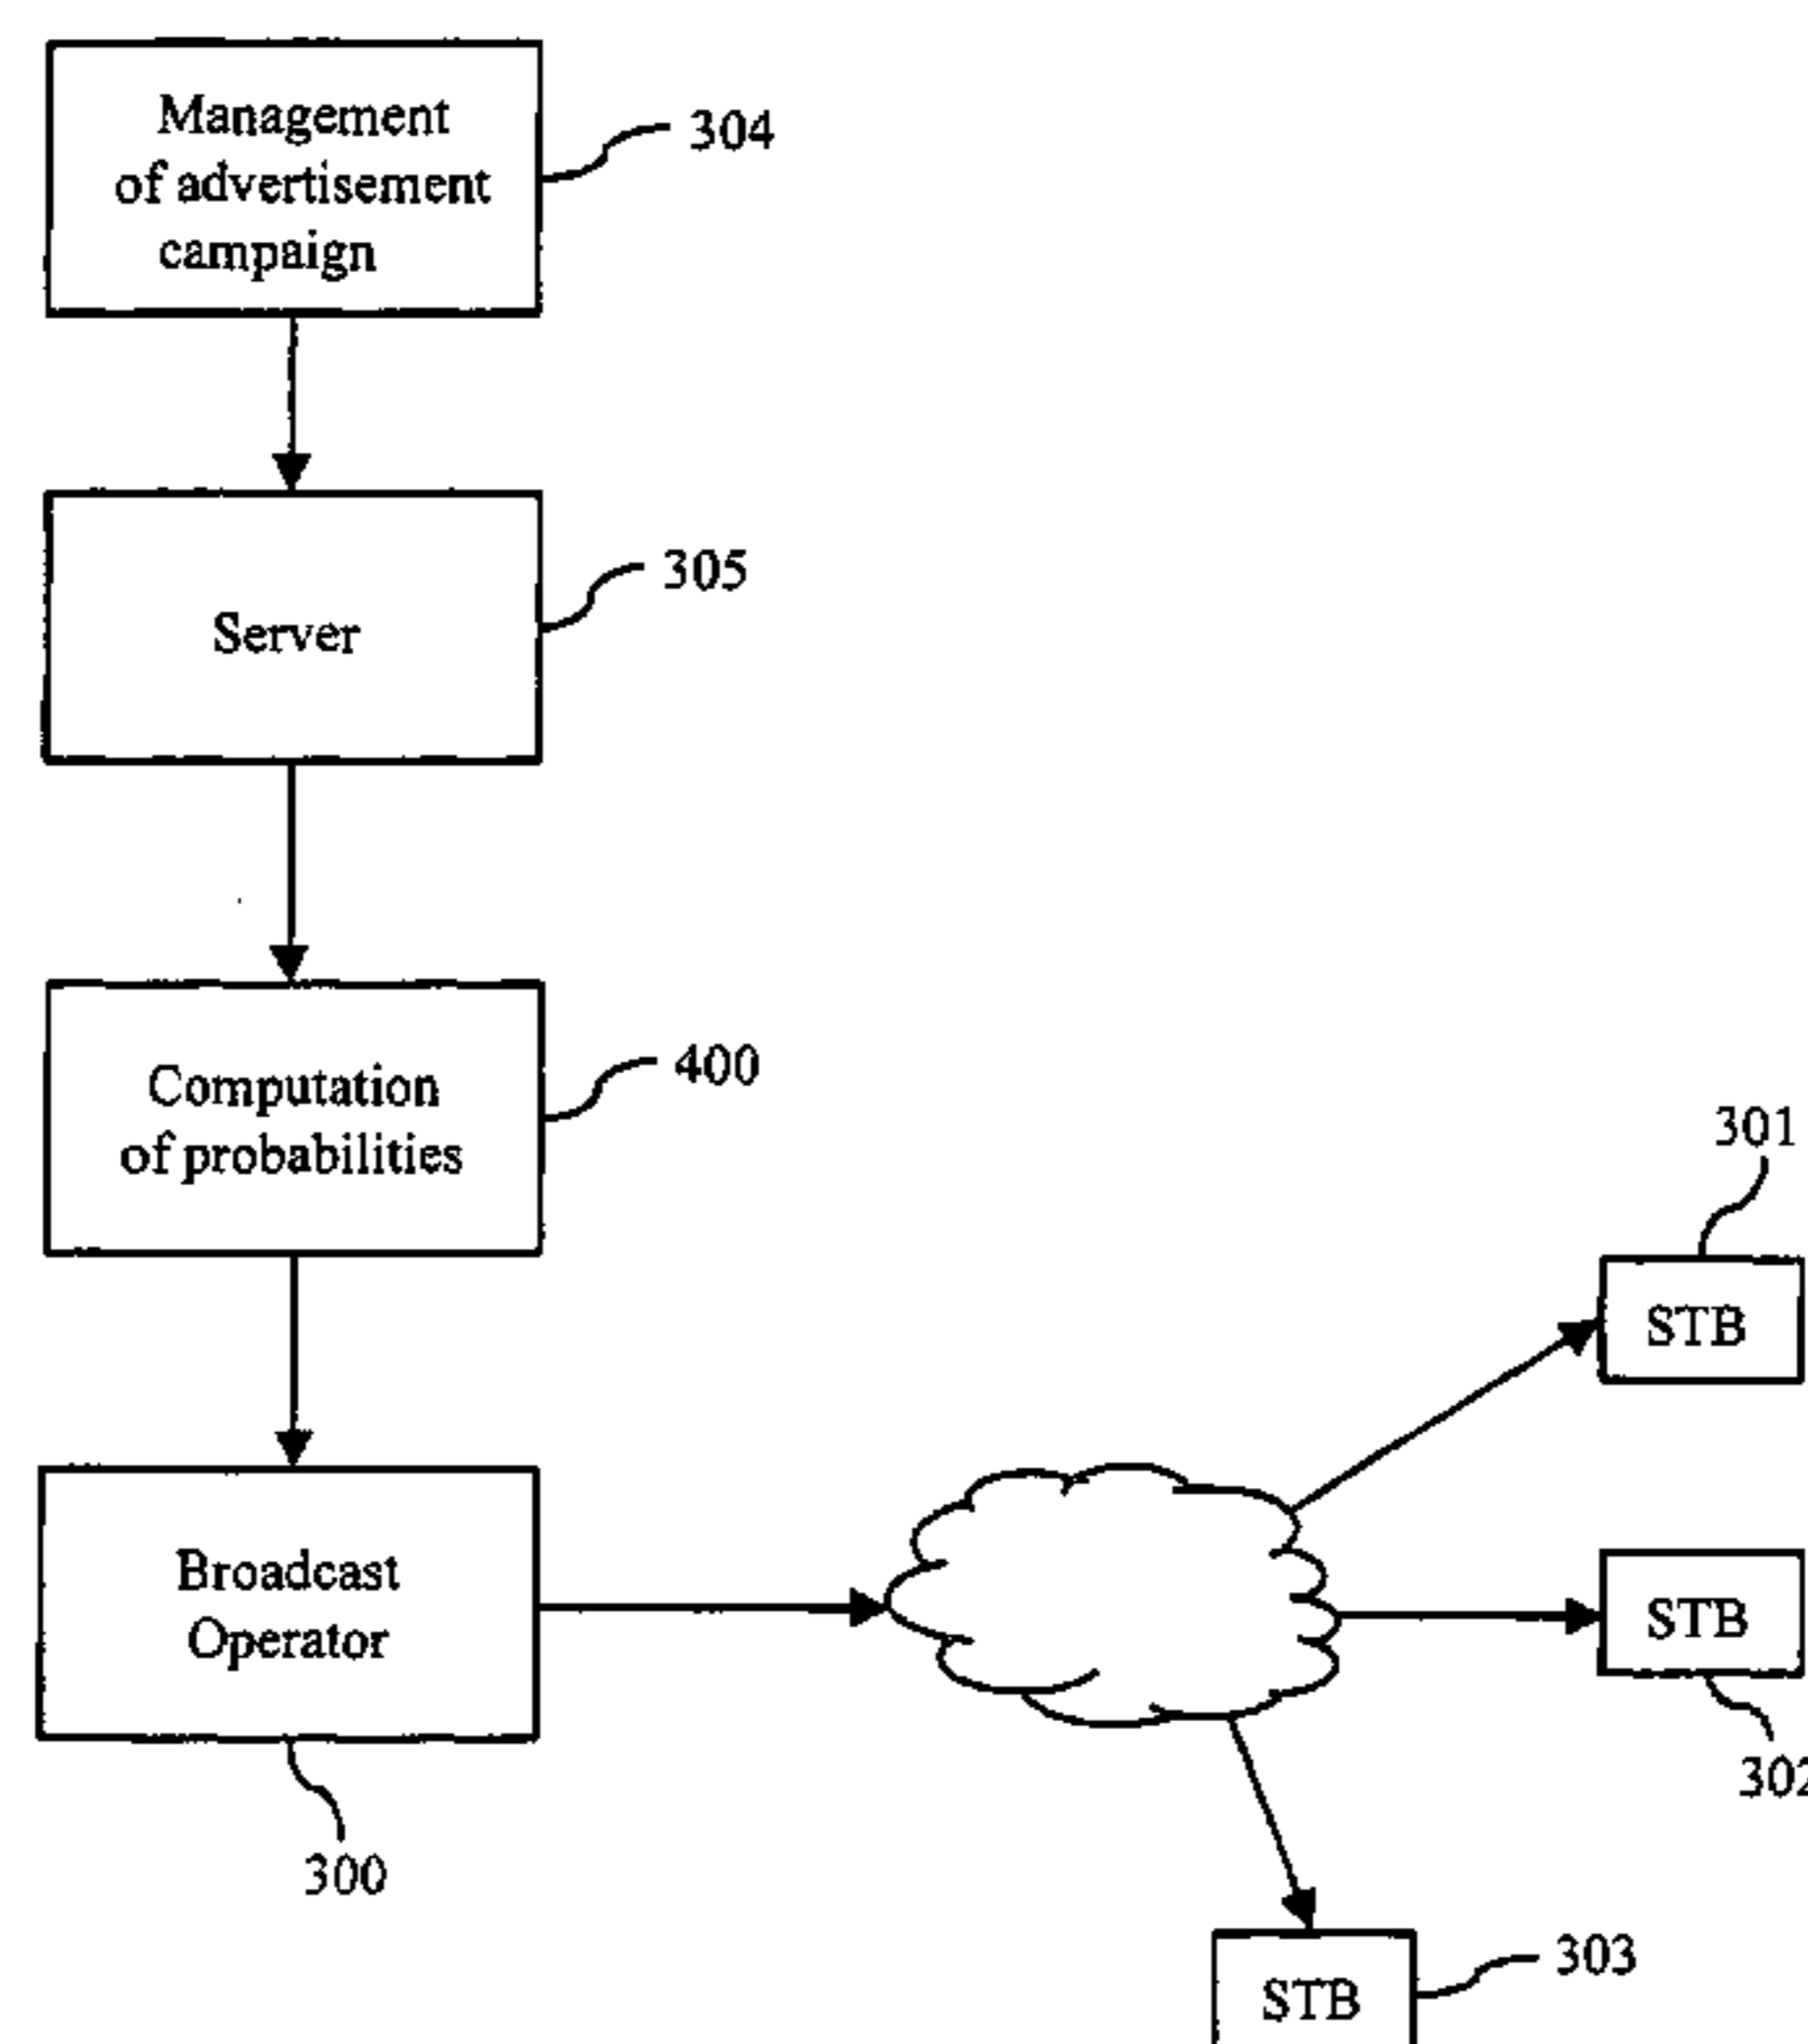 Management
of advertisement
campaign
304
Server
305
Computation
of probabilities
400
301
STB
Broadcast
Operator
STB
302
300
303
STB